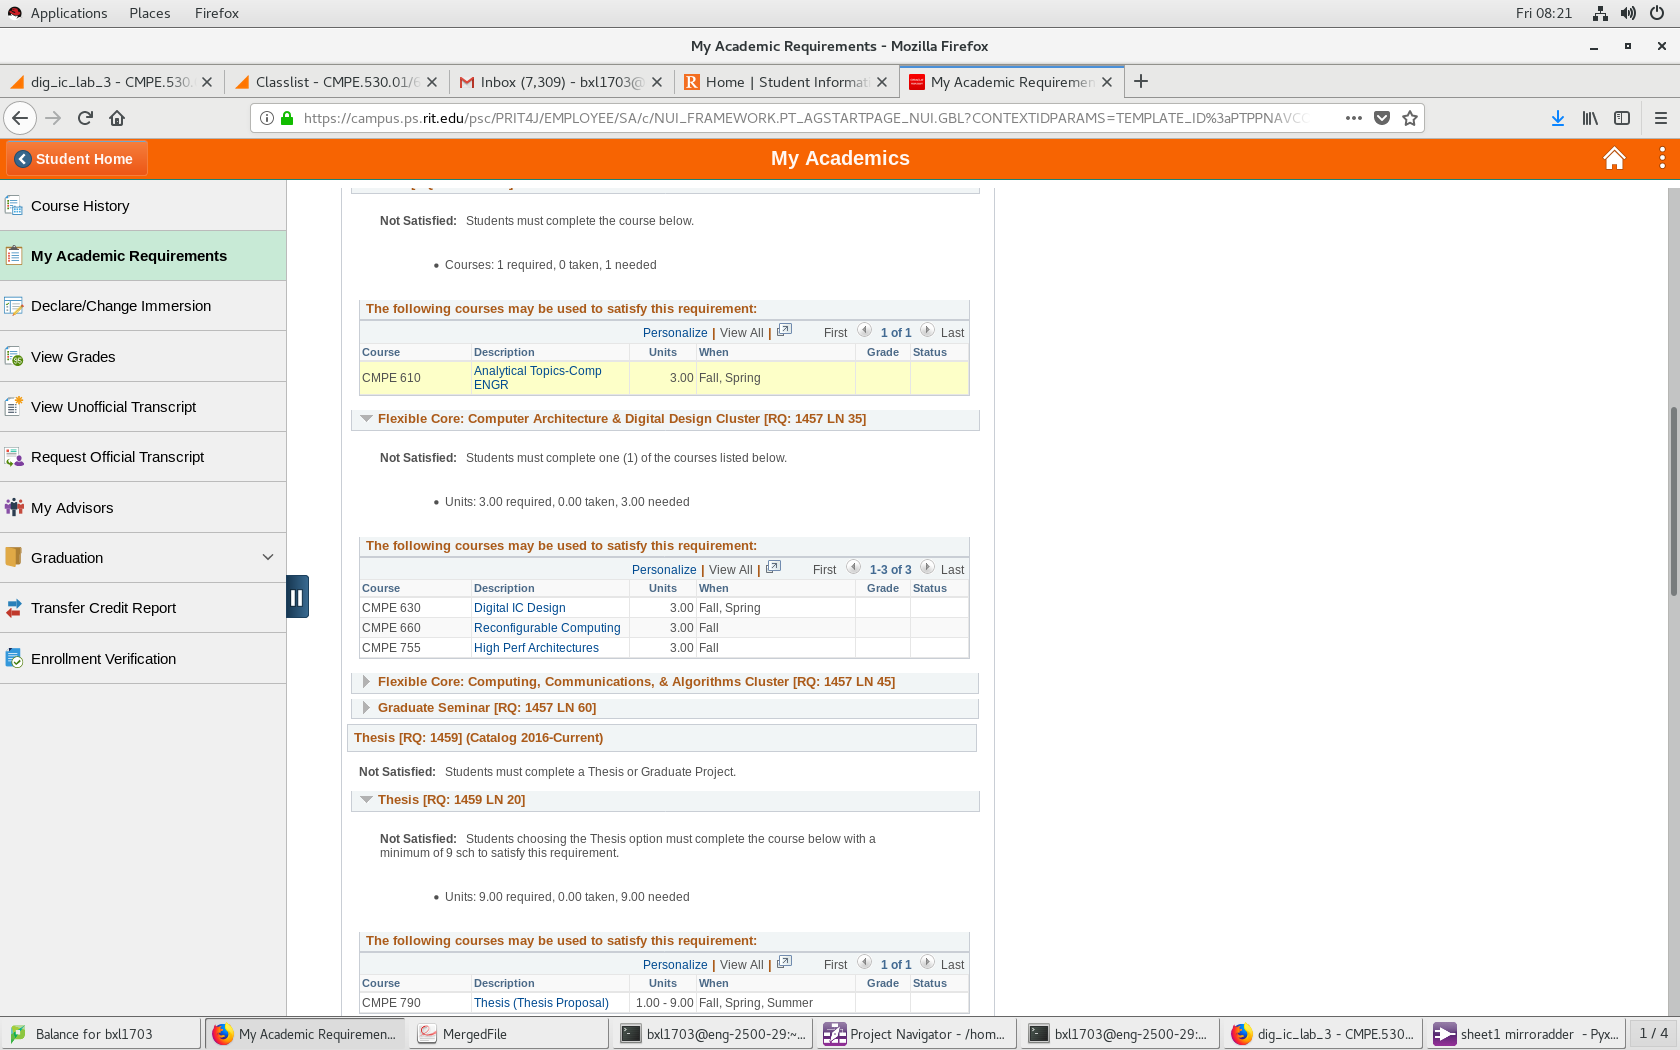 Applications Places Firefox Fri 08:21
My Academic Requirements - Mozilla Firefox
dig_ic_lab_3 - CMPE.530. Classlist - CMPE.530.01/6 Inbox (7,309) - bxl1703@ Home | Student Informat My Academic Requiremen
https://campus.ps.rit.edu/psc/PRIT4J/EMPLOYEE/SA/c/NUI_FRAMEWORK.PT_AGSTARTPAGE_NUI.GBL?CONTEXTIDPARAMS=TEMPLATE_ID%3aPTPPNAVCO
Student Home My Academics
Course History
My Academic Requirements
Declare/Change Immersion
View Grades
View Unofficial Transcript
Request Official Transcript
My Advisors
Graduation
Transfer Credit Report
Enrollment Verification
Not Satisfied: Students must complete the course below.
• Courses: 1 required, 0 taken, 1 needed
The following courses may be used to satisfy this requirement:
Personalize | View All | First 1 of 1 Last
Course Description Units When Grade Status
CMPE 610 Analytical Topics-Comp ENGR 3.00 Fall, Spring
Flexible Core: Computer Architecture & Digital Design Cluster [RQ: 1457 LN 35]
Not Satisfied: Students must complete one (1) of the courses listed below.
• Units: 3.00 required, 0.00 taken, 3.00 needed
The following courses may be used to satisfy this requirement:
Personalize | View All | First 1-3 of 3 Last
Course Description Units When Grade Status
CMPE 630 Digital IC Design 3.00 Fall, Spring
CMPE 660 Reconfigurable Computing 3.00 Fall
CMPE 755 High Perf Architectures 3.00 Fall
Flexible Core: Computing, Communications, & Algorithms Cluster [RQ: 1457 LN 45]
Graduate Seminar [RQ: 1457 LN 60]
Thesis [RQ: 1459] (Catalog 2016-Current)
Not Satisfied: Students must complete a Thesis or Graduate Project.
Thesis [RQ: 1459 LN 20]
Not Satisfied: Students choosing the Thesis option must complete the course below with a
minimum of 9 sch to satisfy this requirement.
• Units: 9.00 required, 0.00 taken, 9.00 needed
The following courses may be used to satisfy this requirement:
Personalize | View All | First 1 of 1 Last
Course Description Units When Grade Status
CMPE 790 Thesis (Thesis Proposal) 1.00 - 9.00 Fall, Spring, Summer
Balance for bxl1703 My Academic Requiremen... MergedFile bxl1703@eng-2500-29:~... Project Navigator - /hom... bxl1703@eng-2500-29:... dig_ic_lab_3 - CMPE.530... sheet1 mirroradder - Pyx... 1 / 4